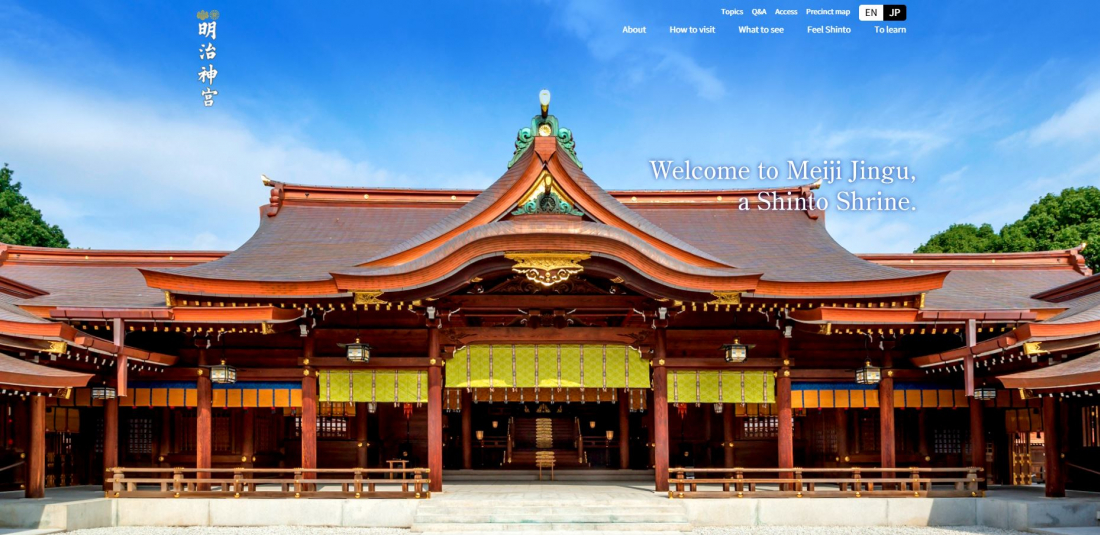 明治神宮
Topics Q&A Access Precinct map EN JP
About How to visit What to see Feel Shinto To learn
Welcome to Meiji Jingu,
a Shinto Shrine.